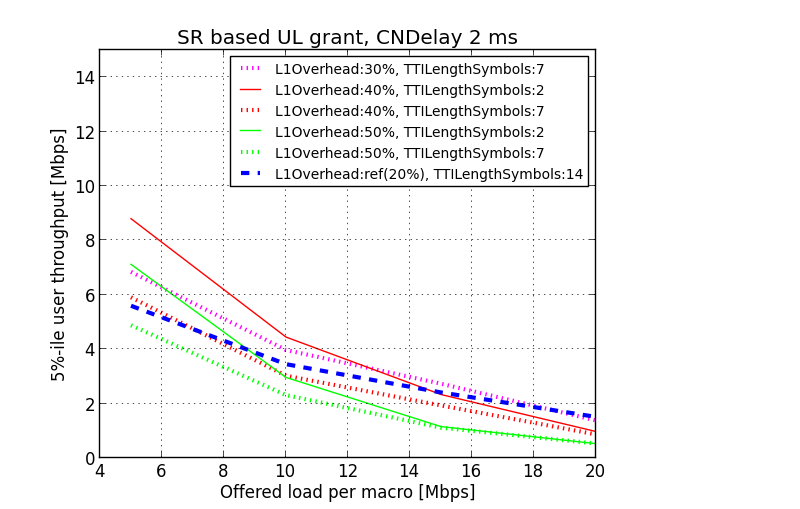 SR based UL grant, CNDelay 2 ms
L1Overhead:30%, TTILengthSymbols:7
L1Overhead:40%, TTILengthSymbols:2
L1Overhead:40%, TTILengthSymbols:7
L1Overhead:50%, TTILengthSymbols:2
L1Overhead:50%, TTILengthSymbols:7
L1Overhead:ref(20%), TTILengthSymbols:14
5%-ile user throughput [Mbps]
14
12
10
8
6
4
2
0
4 6 8 10 12 14 16 18 20
Offered load per macro [Mbps]